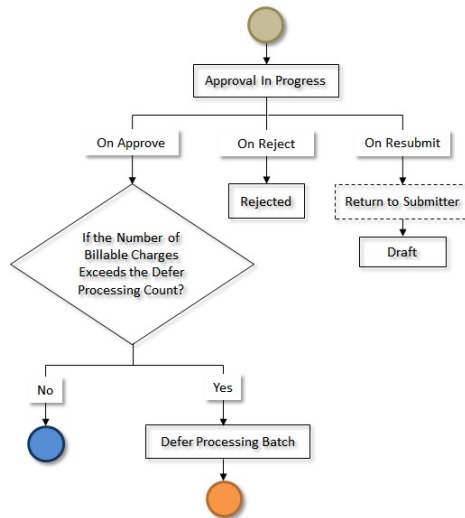 Approval In Progress
On Approve
On Reject
On Resubmit
Rejected
Return to Submitter
If the Number of
Billable Charges
Exceeds the Defer
Processing Count?
Draft
No
Yes
Defer Processing Batch